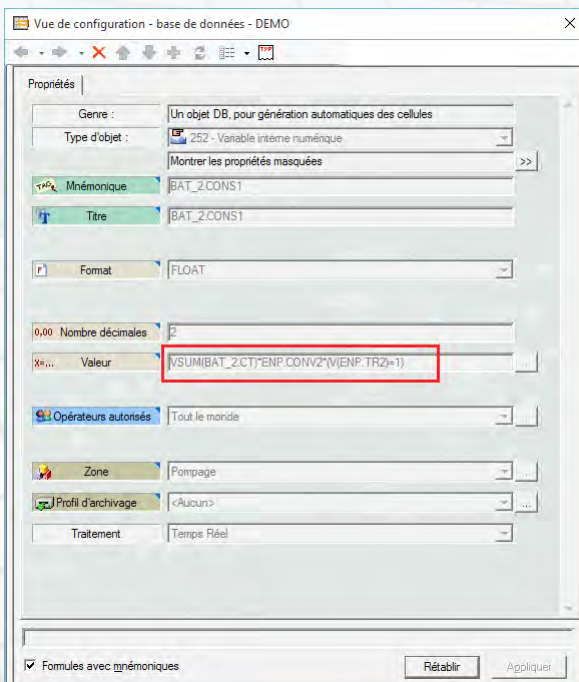 Vue de configuration - base de données - DEMO
Propriétés
Genre : Un objet DB, pour génération automatiques des cellules
Type d'objet : 252 - Variable interne numérique
Montrer les propriétés masquées >>
Mnémonique BAT_2.CONS1
Titre BAT_2.CONS1
Format FLOAT
0,00 Nombre décimales 2
X=... Valeur VSUM(BAT_2.CT)*ENP.CONV2*(V(ENP.TR2)=1) ...
Opérateurs autorisés Tout le monde ...
Zone Pompage ...
Profil d'archivage <Aucun> ...
Traitement Temps Réel
Formules avec mnémoniques Rétablir Appliquer